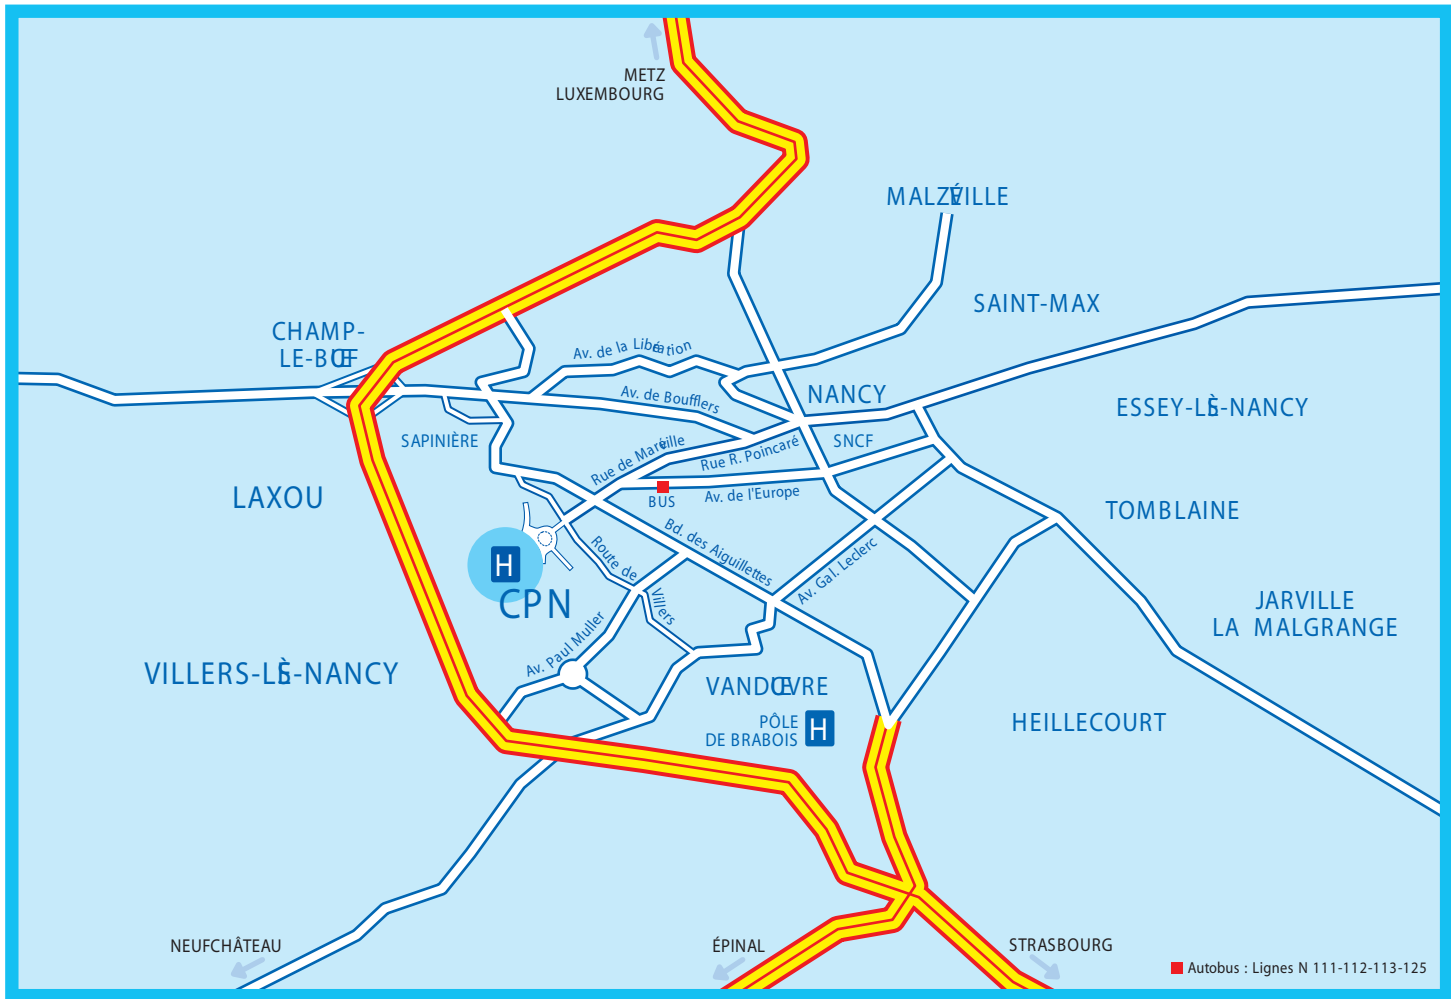 METZ
LUXEMBOURG
MALZÉVILLE
SAINT-MAX
CHAMP-
LE-BŒUF
Av. de la Libération
Av. de Boufflers
NANCY
ESSEY-LÈS-NANCY
SAPINIÈRE
Rue de Maréville
Rue R. Poincaré
SNCF
LAXOU
BUS
Av. de l'Europe
TOMBLAINE
Bd. des Aiguillettes
H
CPN
Route de
Villers
Av. Gal. Leclerc
JARVILLE
LA MALGRANGE
Av. Paul Muller
VILLERS-LÈS-NANCY
VANDŒUVRE
PÔLE
DE BRABOIS
H
HEILLECOURT
NEUFCHÂTEAU
ÉPINAL
STRASBOURG
Autobus : Lignes N 111-112-113-125